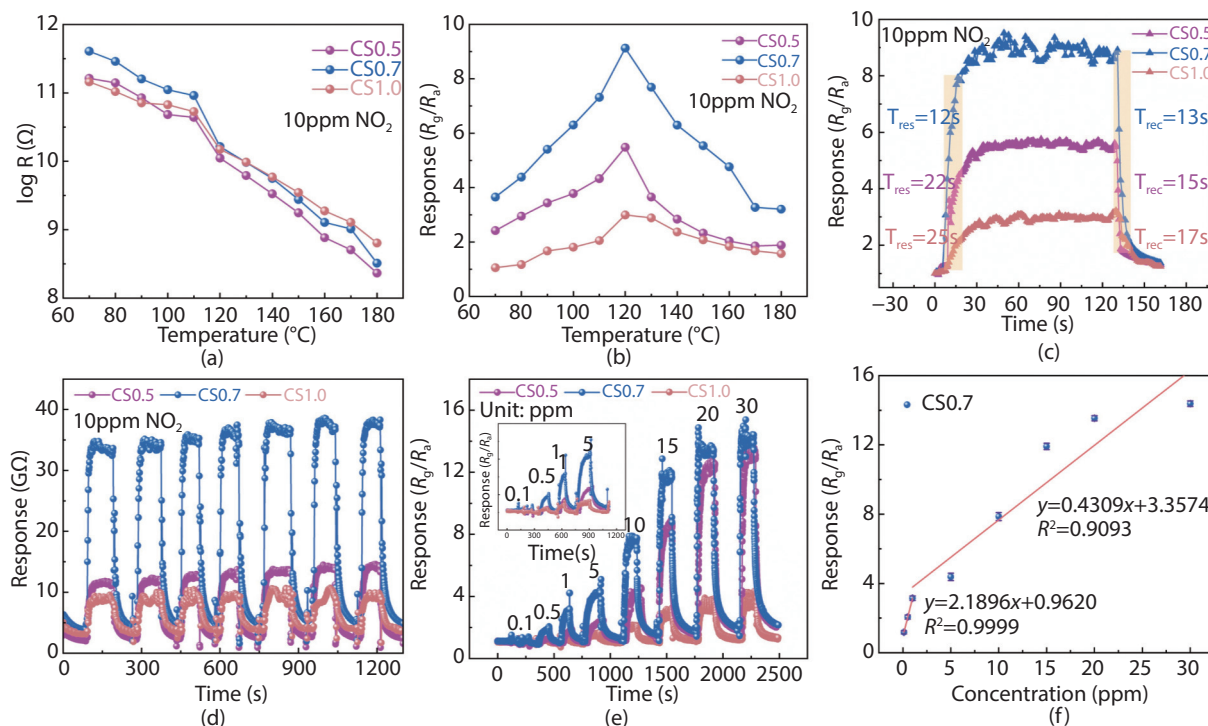 12
11
10
9
8
log R (Ω)
CS0.5
CS0.7
CS1.0
10ppm NO₂
60 80 100 120 140 160 180
Temperature (°C)
(a)
10
8
6
4
2
0
Response (Rg/Ra)
CS0.5
CS0.7
CS1.0
10ppm NO₂
60 80 100 120 140 160 180
Temperature (°C)
(b)
10
8
6
4
2
0
Response (Rg/Ra)
10ppm NO₂
CS0.5
CS0.7
CS1.0
Tres=12s Trec=13s
Tres=22s Trec=15s
Tres=25s Trec=17s
−30 0 30 60 90 120 150 180
Time (s)
(c)
CS0.5 CS0.7 CS1.0
10ppm NO₂
40
30
20
10
0
Response (GΩ)
0 300 600 900 1200
Time (s)
(d)
CS0.5 CS0.7 CS1.0
16
12
8
4
0
Response (Rg/Ra)
Unit: ppm
Response (Rg/Ra)
0.1 0.5 1 5
0 300 600 900 1200
Time(s)
0.1 0.5 1 5 10 15 20 30
0 500 1000 1500 2000 2500
Time (s)
(e)
16
12
8
4
0
Response (Rg/Ra)
CS0.7
y=0.4309x+3.3574
R²=0.9093
y=2.1896x+0.9620
R²=0.9999
0 5 10 15 20 25 30
Concentration (ppm)
(f)